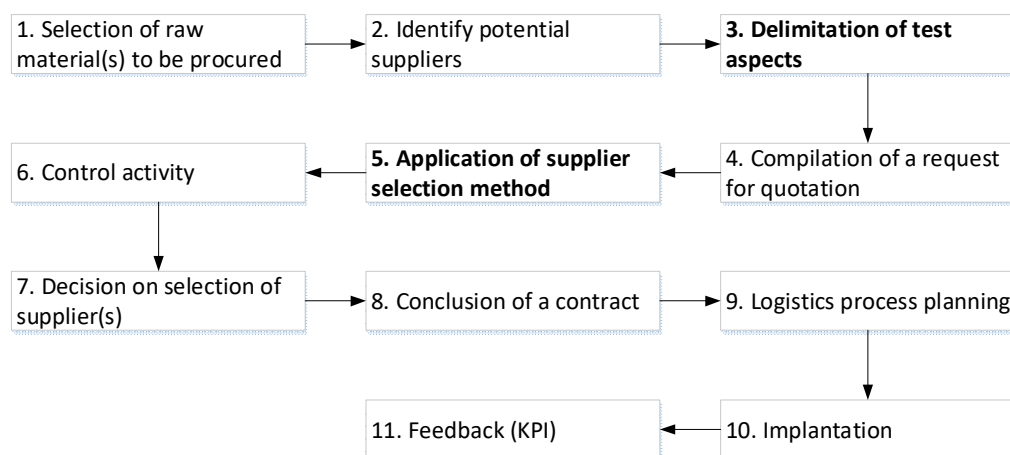 1. Selection of raw
material(s) to be procured
2. Identify potential
suppliers
3. Delimitation of test
aspects
4. Compilation of a request
for quotation
5. Application of supplier
selection method
6. Control activity
7. Decision on selection of
supplier(s)
8. Conclusion of a contract
9. Logistics process planning
10. Implantation
11. Feedback (KPI)